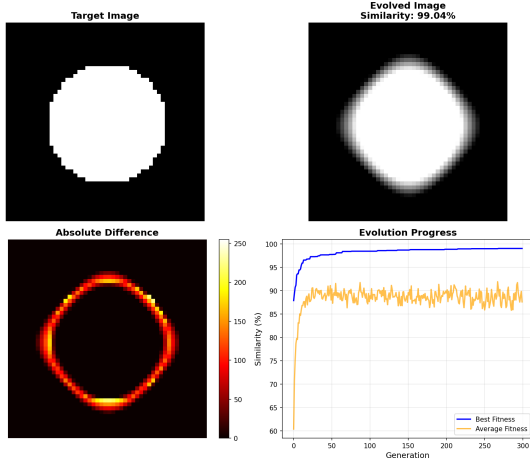 Target Image
Evolved Image
Similarity: 99.04%
Absolute Difference
250
200
150
100
50
0
Evolution Progress
Similarity (%)
100
95
90
85
80
75
70
65
60
Best Fitness
Average Fitness
0 50 100 150 200 250 300
Generation